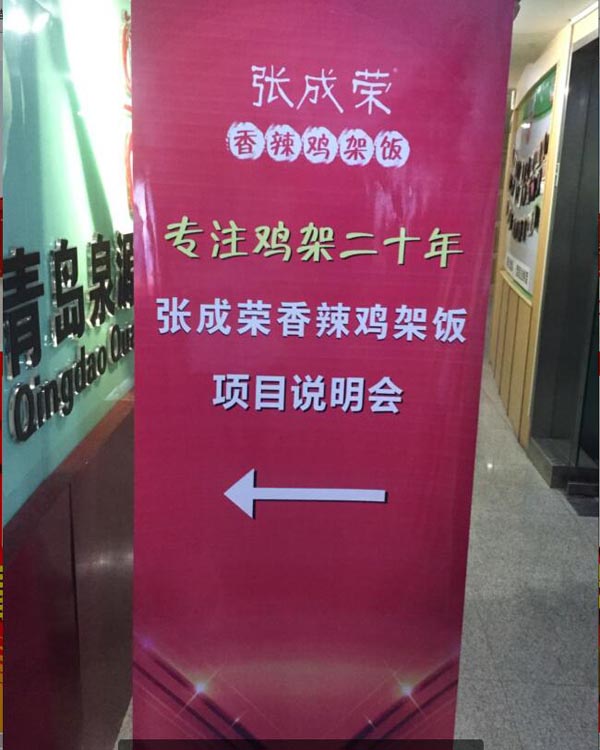 张成荣
香辣鸡架饭
专注鸡架二十年
张成荣香辣鸡架饭
项目说明会
青岛泉源
Qingdao Qua